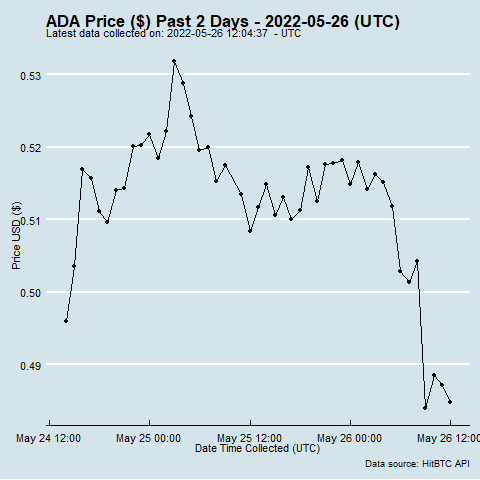 ADA Price ($) Past 2 Days - 2022-05-26 (UTC)
Latest data collected on: 2022-05-26 12:04:37 - UTC
0.53
0.52
0.51
0.50
0.49
Price USD ($)
May 24 12:00
May 25 00:00
May 25 12:00
May 26 00:00
May 26 12:00
Date Time Collected (UTC)
Data source: HitBTC API